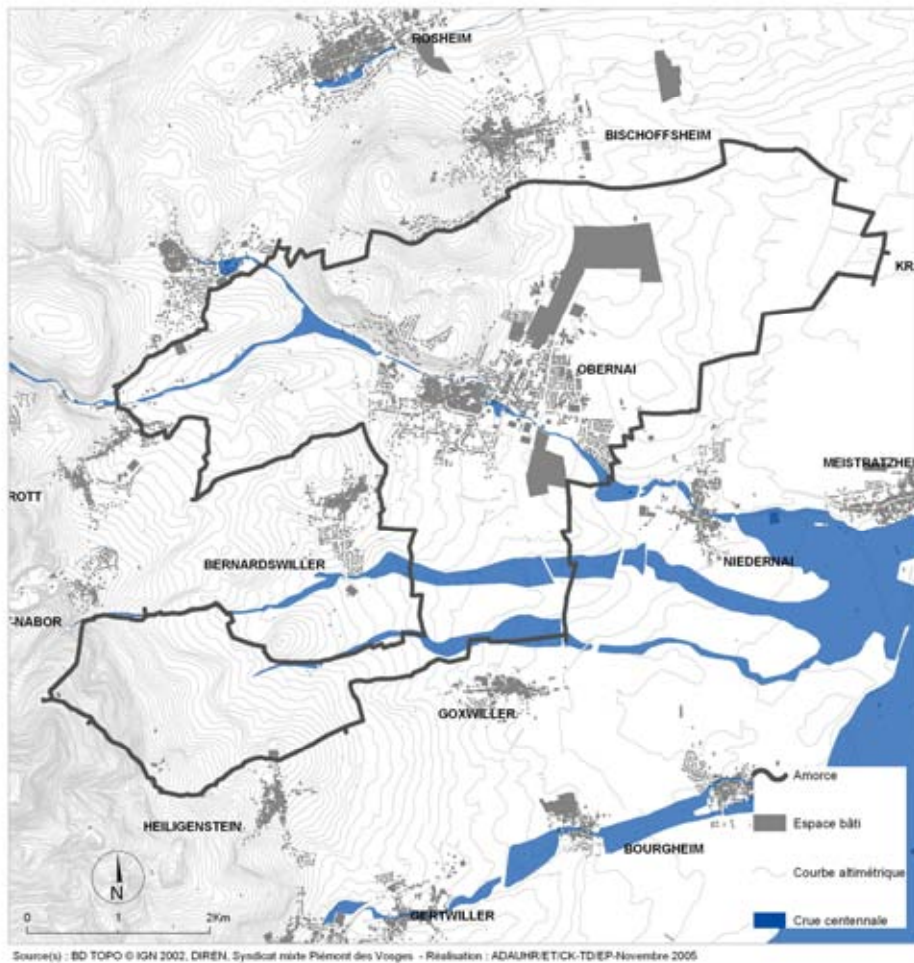 ROSHEIM
BISCHOFFSHEIM
KR
OBERNAI
MEISTRATZHEI
ROTT
BERNARDSWILLER
NIEDERNAI
-NABOR
GOXWILLER
Amorce
HEILIGENSTEIN
Espace bâti
BOURGHEIM
Courbe altimétrique
N
0 1 2Km
GERTWILLER
Crue centennale
Source(s) : BD TOPO © IGN 2002, DIREN, Syndicat mixte Piémont des Vosges - Réalisation : ADAUHR/ET/CK-TD/EP-Novembre 2005